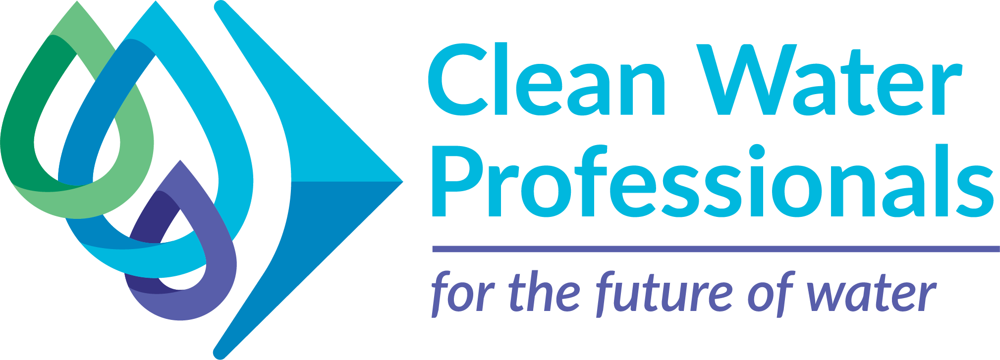 Clean Water
Professionals
for the future of water